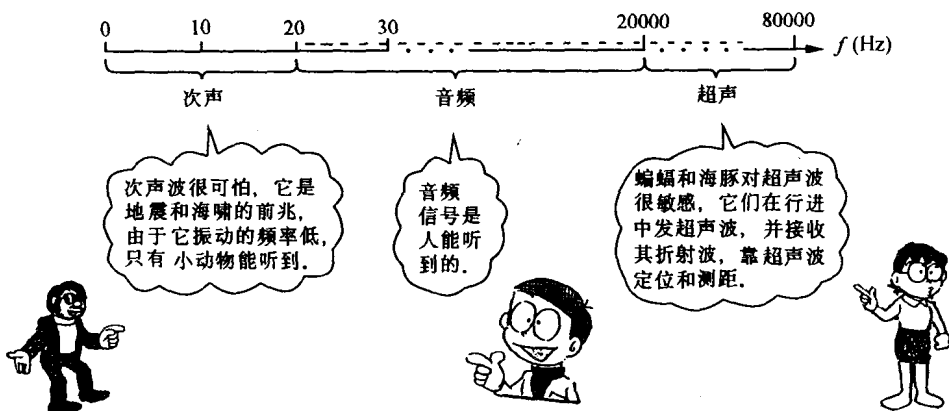 0 10 20 30 20000 80000 f (Hz)
次声 音频 超声
次声波很可怕，它是
地震和海啸的前兆，
由于它振动的频率低，
只有小动物能听到．
音频
信号是
人能听
到的．
蝙蝠和海豚对超声波
很敏感，它们在行进
中发超声波，并接收
其折射波，靠超声波
定位和测距．